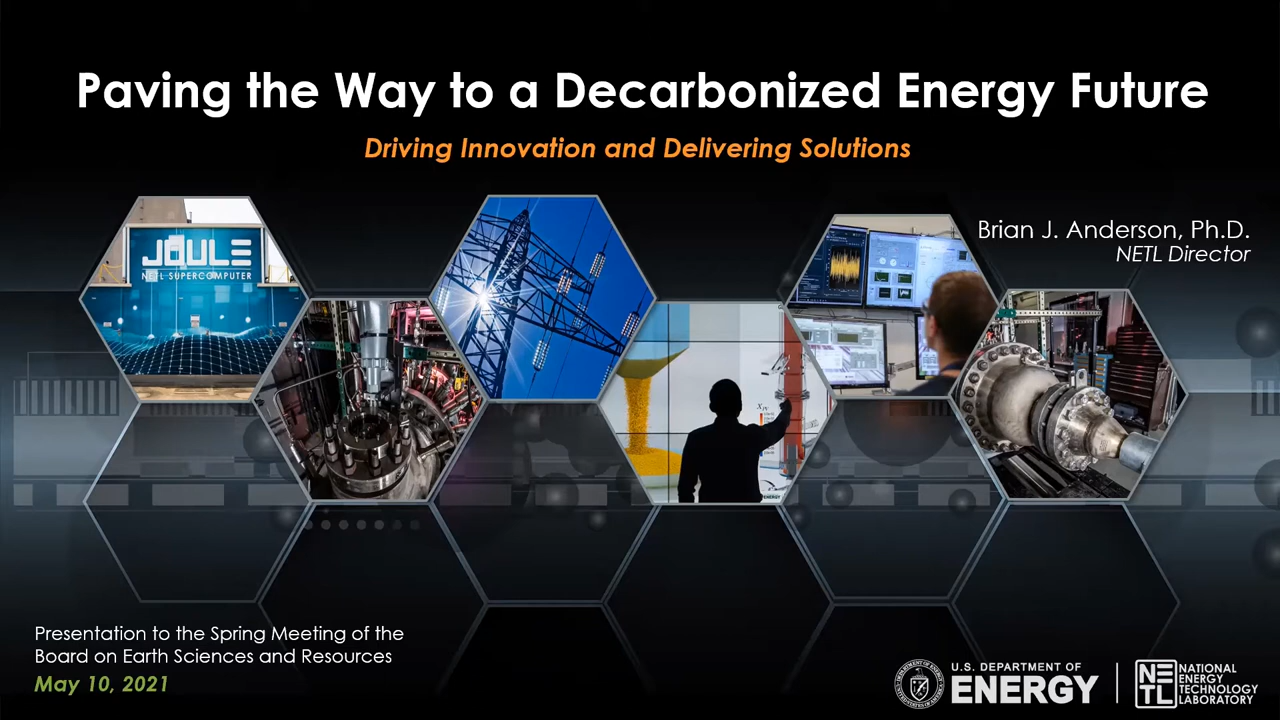 Paving the Way to a Decarbonized Energy Future
Driving Innovation and Delivering Solutions
JOULE
NETL SUPERCOMPUTER
Brian J. Anderson, Ph.D.
NETL Director
Presentation to the Spring Meeting of the
Board on Earth Sciences and Resources
May 10, 2021
U.S. DEPARTMENT OF
ENERGY
NETL
NATIONAL
ENERGY
TECHNOLOGY
LABORATORY